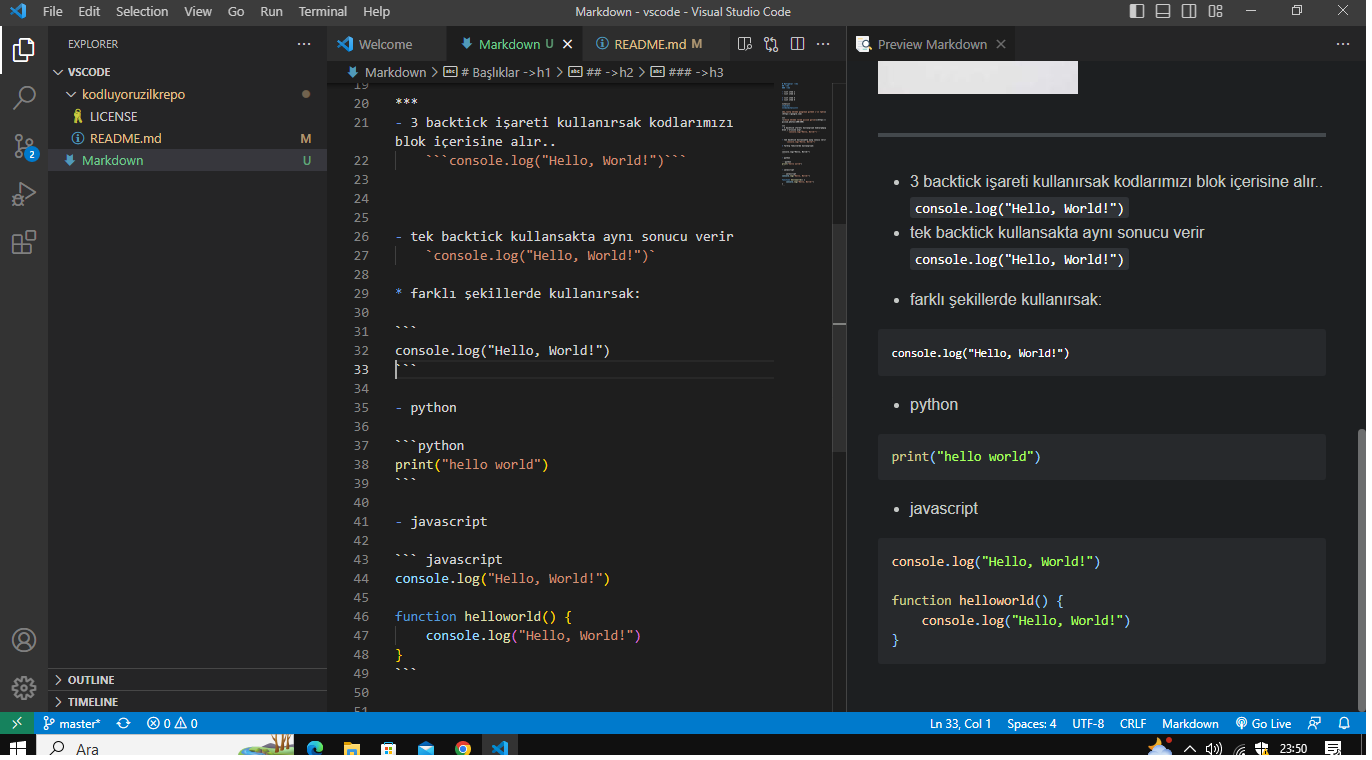 File Edit Selection View Go Run Terminal Help
Markdown - vscode - Visual Studio Code
EXPLORER
VSCODE
kodluyoruzilkrepo
LICENSE
README.md M
Markdown U
OUTLINE
TIMELINE
Welcome
Markdown U
README.md M
Markdown > # Başlıklar ->h1 > ## ->h2 > ### ->h3
19
20 ***
21 - 3 backtick işareti kullanırsak kodlarımızı
blok içerisine alır..
22 ```console.log("Hello, World!")```
23
24
25
26 - tek backtick kullansakta aynı sonucu verir
27 `console.log("Hello, World!")`
28
29 * farklı şekillerde kullanırsak:
30
31 ```
32 console.log("Hello, World!")
33 ```
34
35 - python
36
37 ```python
38 print("hello world")
39 ```
40
41 - javascript
42
43 ``` javascript
44 console.log("Hello, World!")
45
46 function helloworld() {
47 console.log("Hello, World!")
48 }
49 ```
50
51
Preview Markdown
• 3 backtick işareti kullanırsak kodlarımızı blok içerisine alır..
console.log("Hello, World!")
• tek backtick kullansakta aynı sonucu verir
console.log("Hello, World!")
• farklı şekillerde kullanırsak:
console.log("Hello, World!")
• python
print("hello world")
• javascript
console.log("Hello, World!")
function helloworld() {
console.log("Hello, World!")
}
2
master* 0 0
Ln 33, Col 1 Spaces: 4 UTF-8 CRLF Markdown Go Live
Ara
23:50